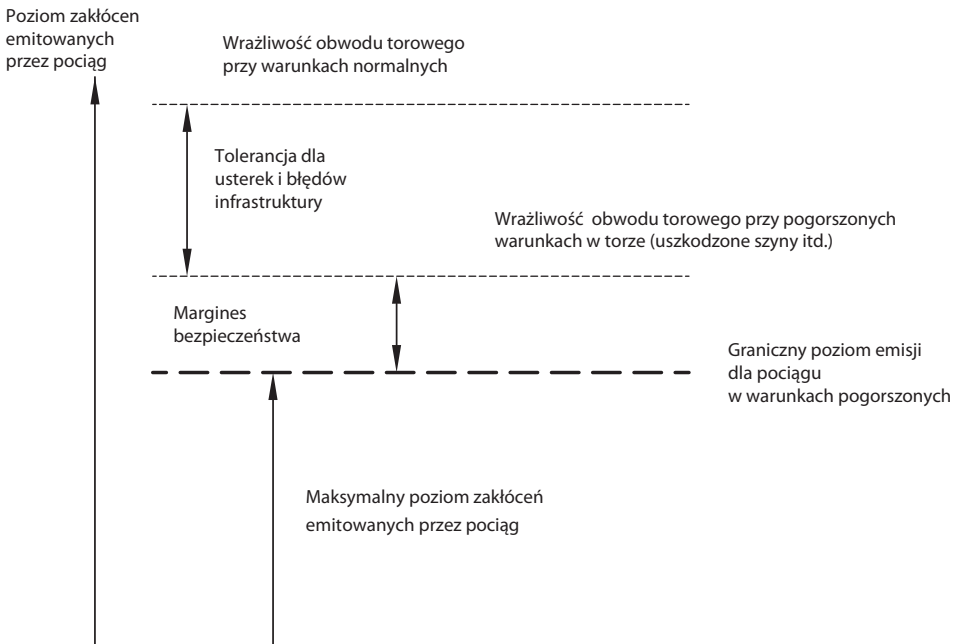 Poziom zakłócen
emitowanych
przez pociąg
Wrażliwość obwodu torowego
przy warunkach normalnych
Tolerancja dla
usterek i błędów
infrastruktury
Wrażliwość obwodu torowego przy pogorszonych
warunkach w torze (uszkodzone szyny itd.)
Margines
bezpieczeństwa
Graniczny poziom emisji
dla pociągu
w warunkach pogorszonych
Maksymalny poziom zakłóceń
emitowanych przez pociąg